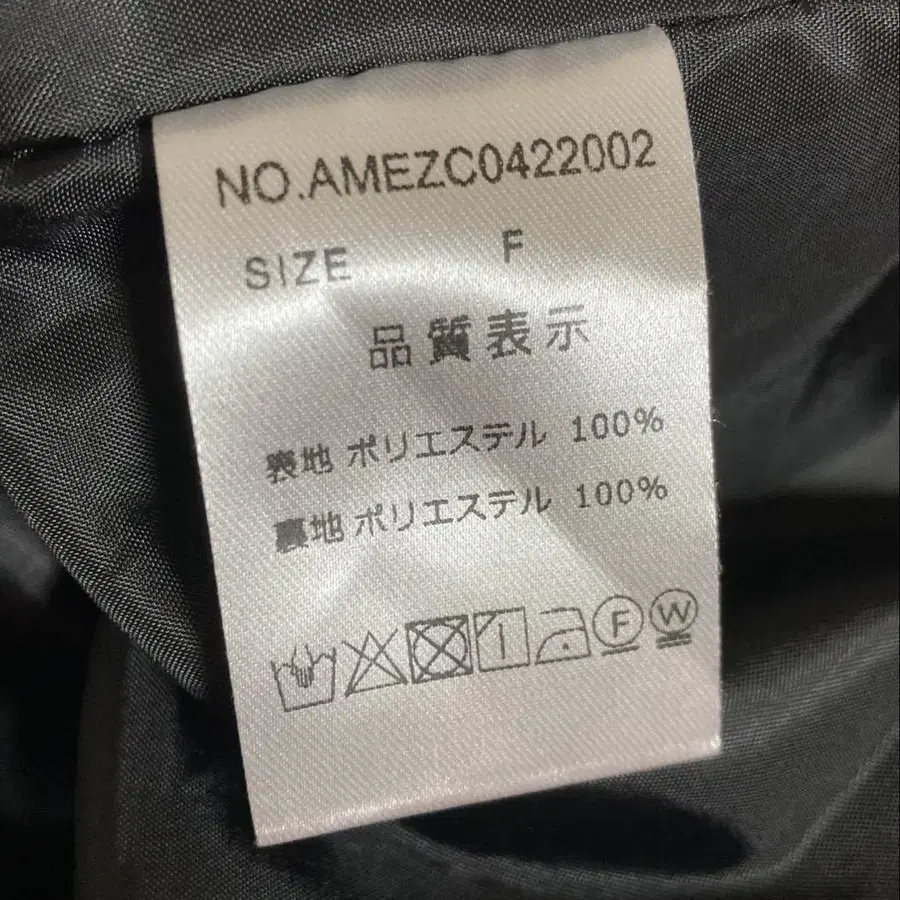 NO.AMEZC0422002
SIZE F
品質表示
表地 ポリエステル 100%
裏地 ポリエステル 100%
F W